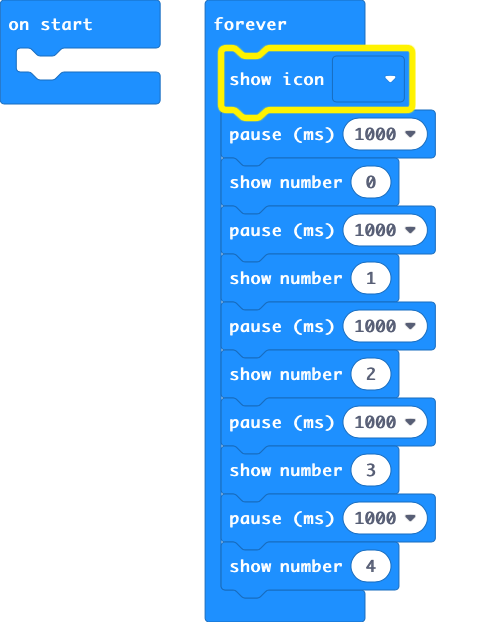 on start
forever
show icon
pause (ms) 1000
show number 0
pause (ms) 1000
show number 1
pause (ms) 1000
show number 2
pause (ms) 1000
show number 3
pause (ms) 1000
show number 4